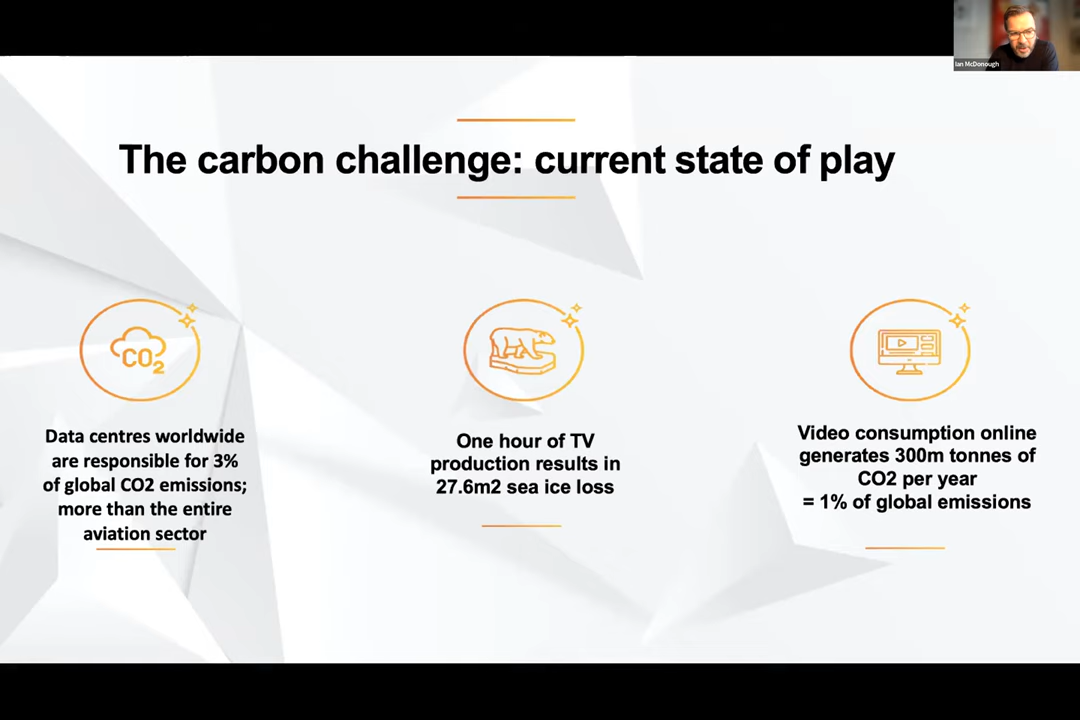 Ian McDonough
The carbon challenge: current state of play
CO2
Data centres worldwide
are responsible for 3%
of global CO2 emissions;
more than the entire
aviation sector
One hour of TV
production results in
27.6m2 sea ice loss
Video consumption online
generates 300m tonnes of
CO2 per year
= 1% of global emissions